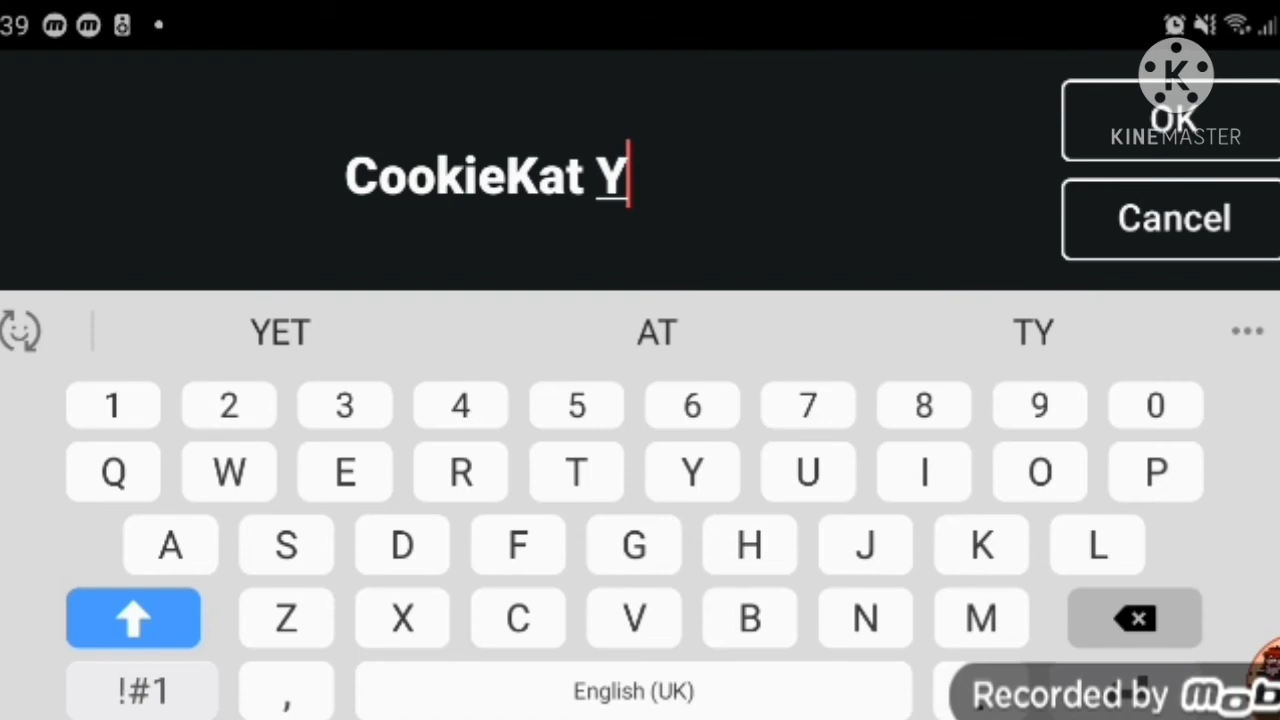 39
OK
KINEMASTER
CookieKat Y
Cancel
YET AT TY
1 2 3 4 5 6 7 8 9 0
Q W E R T Y U I O P
A S D F G H J K L
Z X C V B N M
!#1 , English (UK)
Recorded by mob